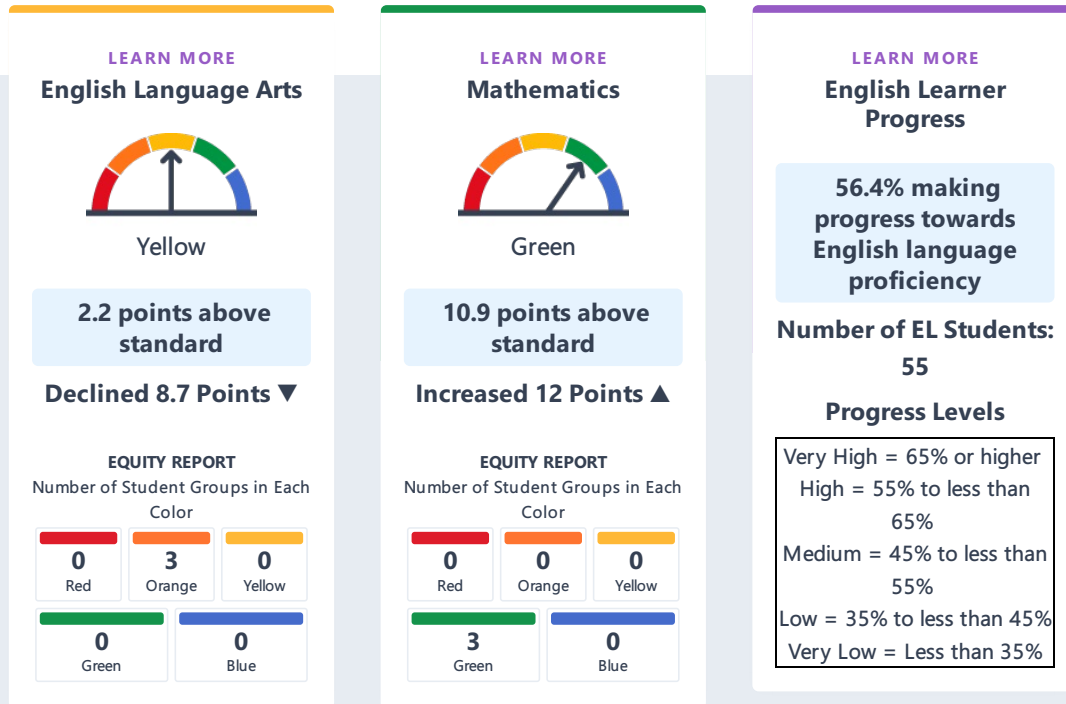 LEARN MORE
English Language Arts
Yellow
2.2 points above
standard
Declined 8.7 Points ▼
EQUITY REPORT
Number of Student Groups in Each
Color
0
Red
3
Orange
0
Yellow
0
Green
0
Blue
LEARN MORE
Mathematics
Green
10.9 points above
standard
Increased 12 Points ▲
EQUITY REPORT
Number of Student Groups in Each
Color
0
Red
0
Orange
0
Yellow
3
Green
0
Blue
LEARN MORE
English Learner
Progress
56.4% making
progress towards
English language
proficiency
Number of EL Students:
55
Progress Levels
Very High = 65% or higher
High = 55% to less than
65%
Medium = 45% to less than
55%
Low = 35% to less than 45%
Very Low = Less than 35%